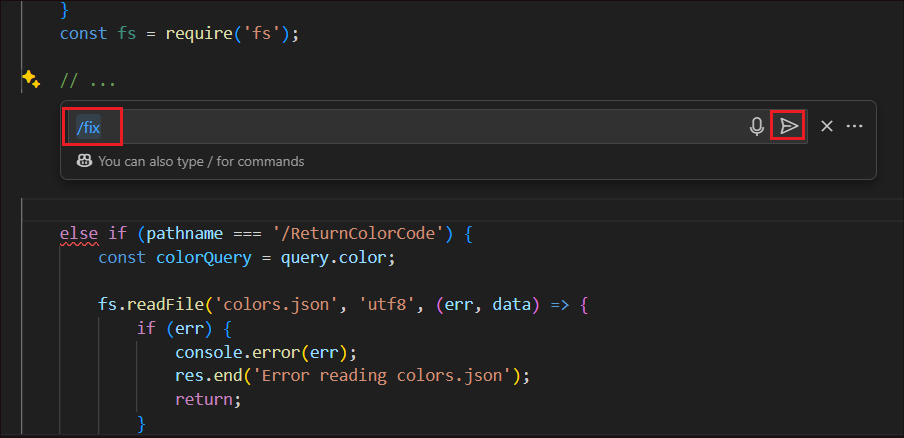 }
const fs = require('fs');
// ...
/fix
You can also type / for commands
else if (pathname === '/ReturnColorCode') {
const colorQuery = query.color;
fs.readFile('colors.json', 'utf8', (err, data) => {
if (err) {
console.error(err);
res.end('Error reading colors.json');
return;
}